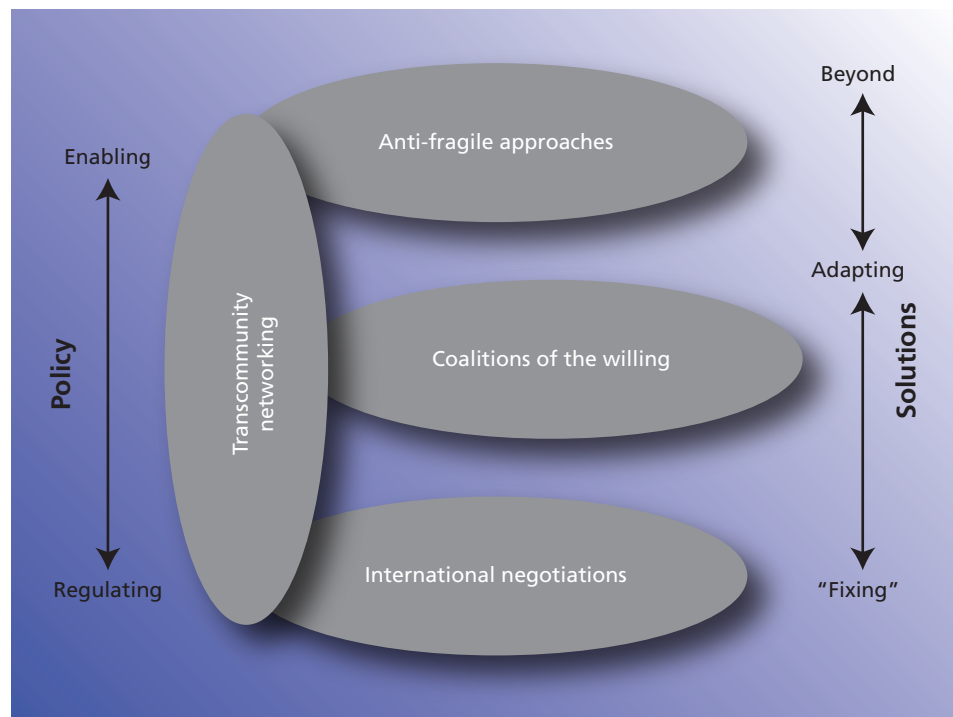 Beyond
Anti-fragile approaches
Enabling
Adapting
Transcommunity
networking
Policy
Coalitions of the willing
Solutions
International negotiations
Regulating
“Fixing”